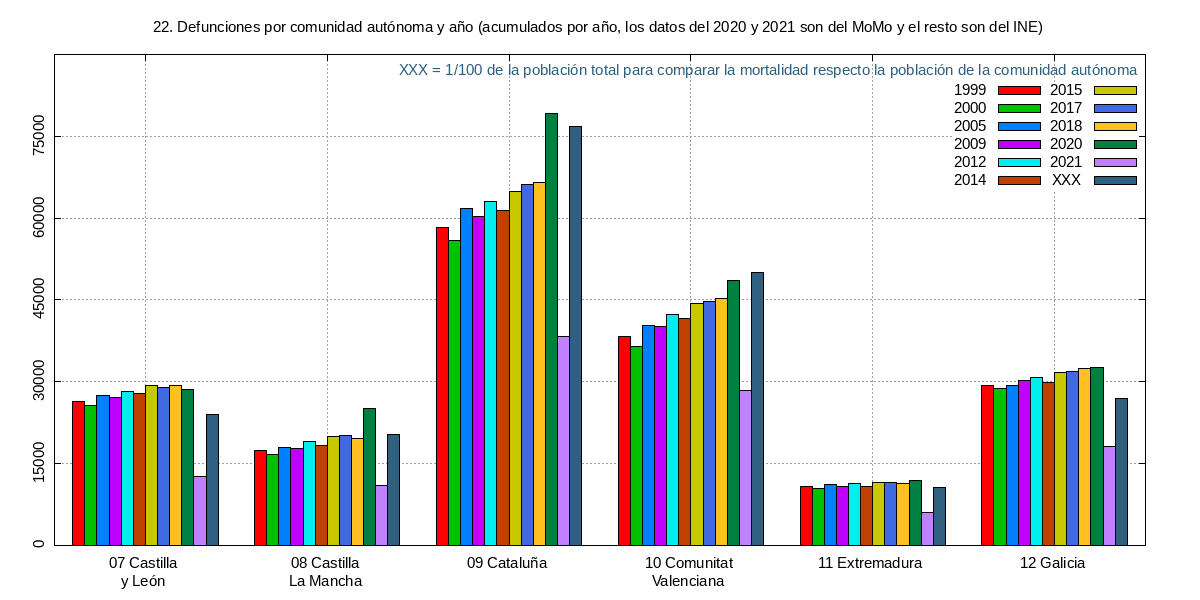 22. Defunciones por comunidad autónoma y año (acumulados por año, los datos del 2020 y 2021 son del MoMo y el resto son del INE)
XXX = 1/100 de la población total para comparar la mortalidad respecto la población de la comunidad autónoma
1999 2015
2000 2017
2005 2018
2009 2020
2012 2021
2014 XXX
75000
60000
45000
30000
15000
0
07 Castilla y León
08 Castilla La Mancha
09 Cataluña
10 Comunitat Valenciana
11 Extremadura
12 Galicia